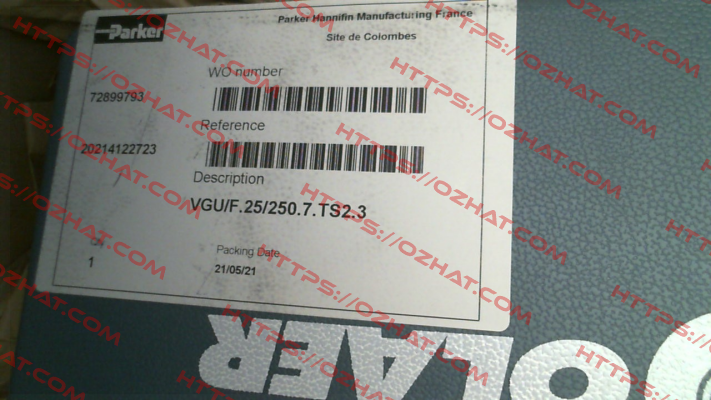 Parker
Parker Hannifin Manufacturing France
Site de Colombes
WO number
72899793
Reference
20214122723
Description
VGU/F.25/250.7.TS2.3
Packing Date
1
21/05/21
OLAER
HTTPS://OZHAT.COM